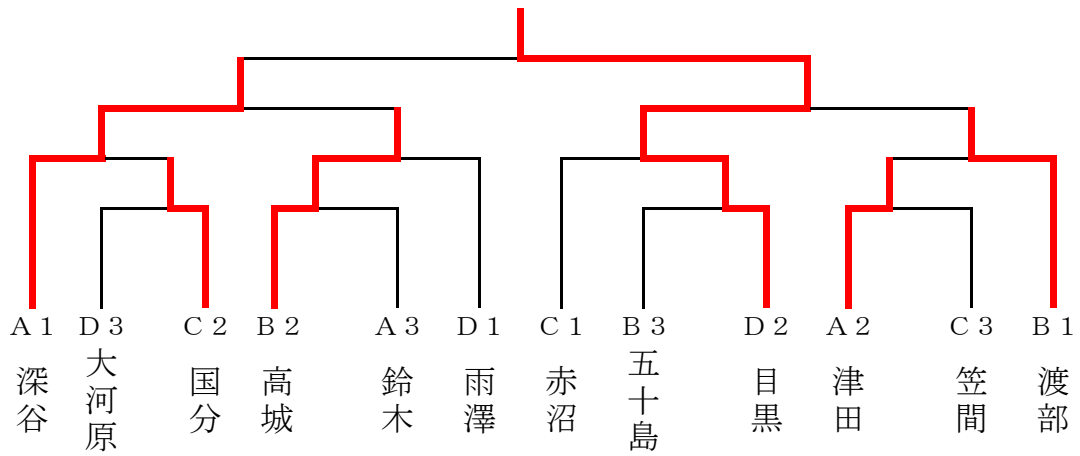 A1 D3 C2 B2 A3 D1 C1 B3 D2 A2 C3 B1
深谷 大河原 国分 高城 鈴木 雨澤 赤沼 五十島 目黒 津田 笠間 渡部